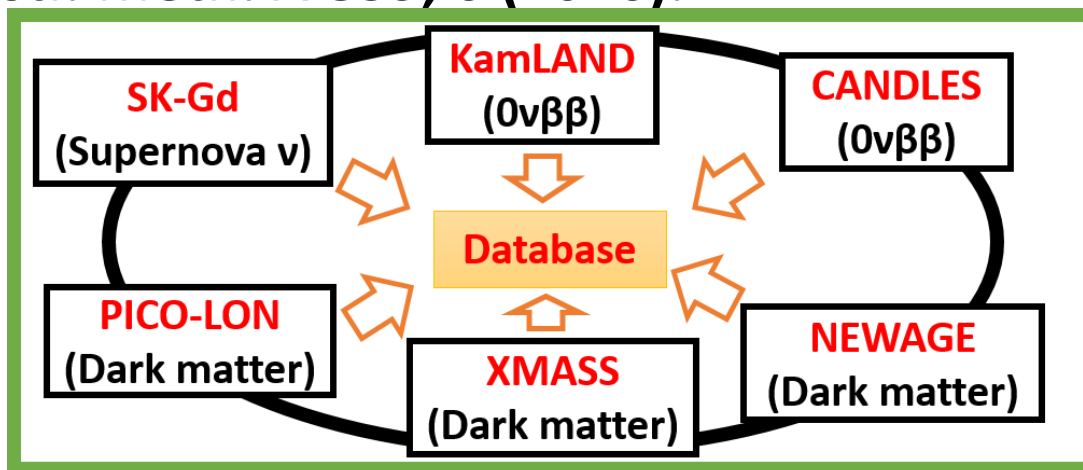 KamLAND
(0νββ)
SK-Gd
(Supernova ν)
CANDLES
(0νββ)
Database
PICO-LON
(Dark matter)
XMASS
(Dark matter)
NEWAGE
(Dark matter)